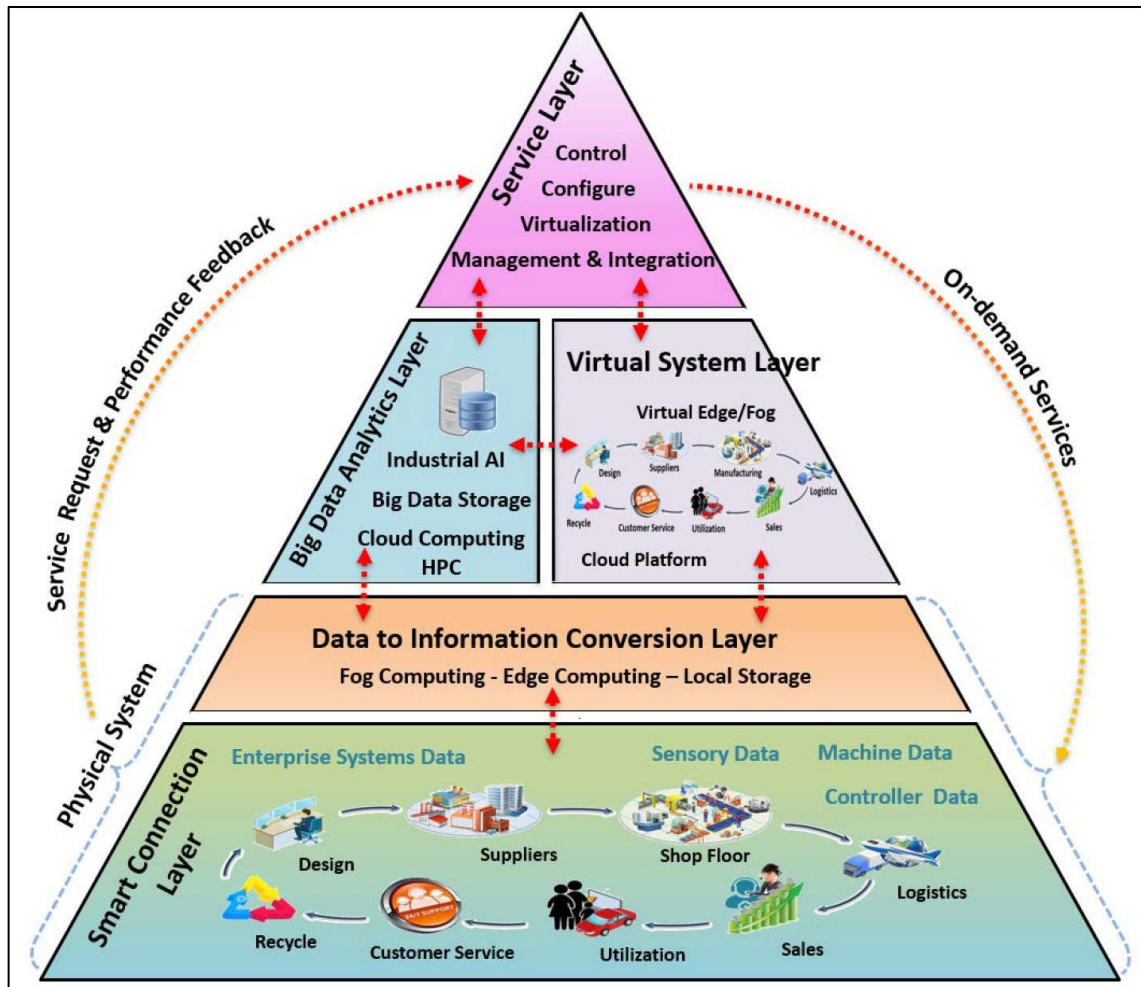 Service Layer
Control
Configure
Virtualization
Management & Integration
Service Request & Performance Feedback
On-demand Services
Big Data Analytics Layer
Industrial AI
Big Data Storage
Cloud Computing
HPC
Virtual System Layer
Virtual Edge/Fog
Design
Suppliers
Manufacturing
Logistics
Sales
Utilization
Customer Service
Recycle
Cloud Platform
Physical System
Data to Information Conversion Layer
Fog Computing - Edge Computing – Local Storage
Smart Connection
Layer
Enterprise Systems Data
Sensory Data
Machine Data
Controller Data
Design
Suppliers
Shop Floor
Logistics
Sales
Utilization
24/7 SUPPORT
Customer Service
Recycle